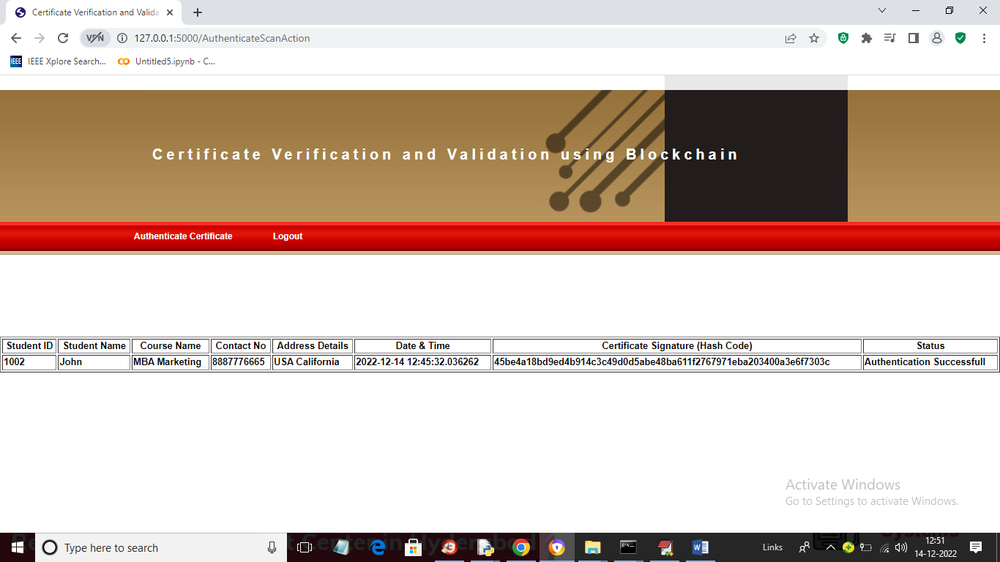 Certificate Verification and Valida
127.0.0.1:5000/AuthenticateScanAction
IEEE IEEE Xplore Search... Untitled5.ipynb - C...
Certificate Verification and Validation using Blockchain
Authenticate Certificate Logout
Student ID Student Name Course Name Contact No Address Details Date & Time Certificate Signature (Hash Code) Status
1002 John MBA Marketing 8887776665 USA California 2022-12-14 12:45:32.036262 45be4a18bd9ed4b914c3c49d0d5abe48ba611f2767971eba203400a3e6f7303c Authentication Successfull
Activate Windows
Go to Settings to activate Windows.
Type here to search
Links
12:51
14-12-2022